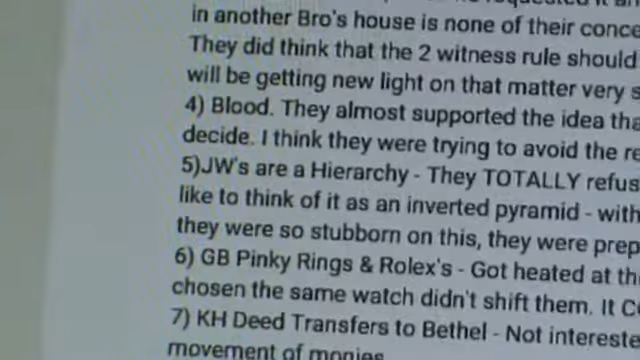 in another Bro's house is none of their conce
They did think that the 2 witness rule should
will be getting new light on that matter very s
4) Blood. They almost supported the idea tha
decide. I think they were trying to avoid the re
5)JW's are a Hierarchy - They TOTALLY refus
like to think of it as an inverted pyramid - with
they were so stubborn on this, they were prep
6) GB Pinky Rings & Rolex's - Got heated at th
chosen the same watch didn't shift them. It C
7) KH Deed Transfers to Bethel - Not intereste
movement of monies